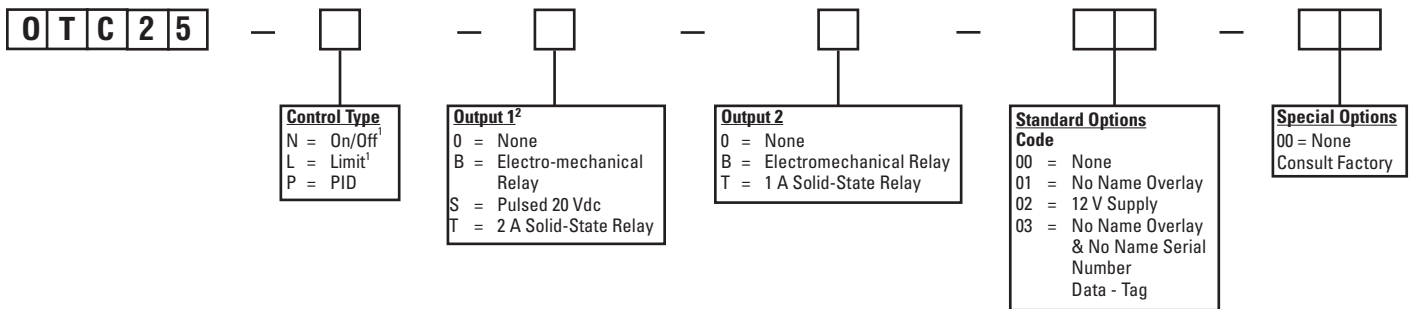 OTC25 — — — — —
Control Type
N = On/Off¹
L = Limit¹
P = PID
Output 1²
0 = None
B = Electro-mechanical
Relay
S = Pulsed 20 Vdc
T = 2 A Solid-State Relay
Output 2
0 = None
B = Electromechanical Relay
T = 1 A Solid-State Relay
Standard Options
Code
00 = None
01 = No Name Overlay
02 = 12 V Supply
03 = No Name Overlay
& No Name Serial
Number
Data - Tag
Special Options
00 = None
Consult Factory